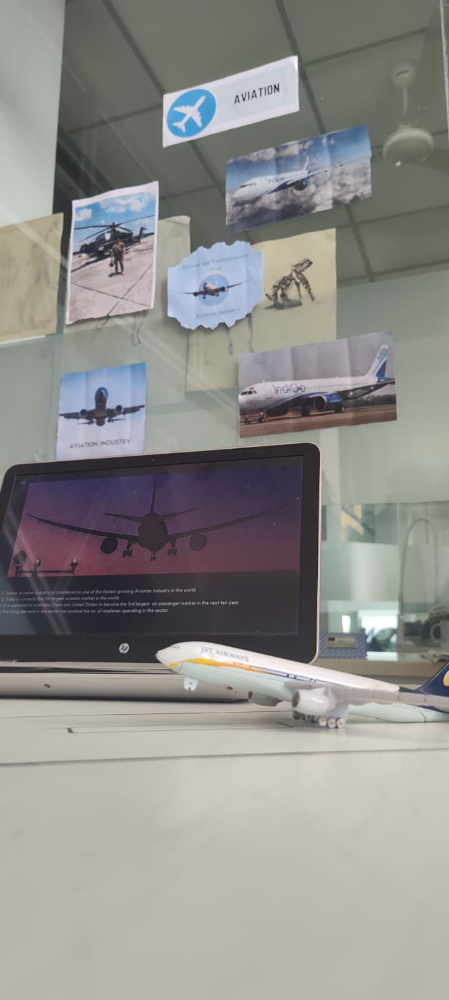 AVIATION
IndiGo
Internal and External factors
Aviation Industry
IndiGo
AVIATION INDUSTRY
1. Indian Aviation Industry is considered as one of the fastest growing Aviation Industry in the world.
2. India is currently the 7th largest aviation market in the world.
3.It is expected to overtake China and United States to become the 3rd largest air passenger market in the next ten year.
The rising demand in the sector has pushed the no. of airplanes operating in the sector.
hp
JET AIRWAYS